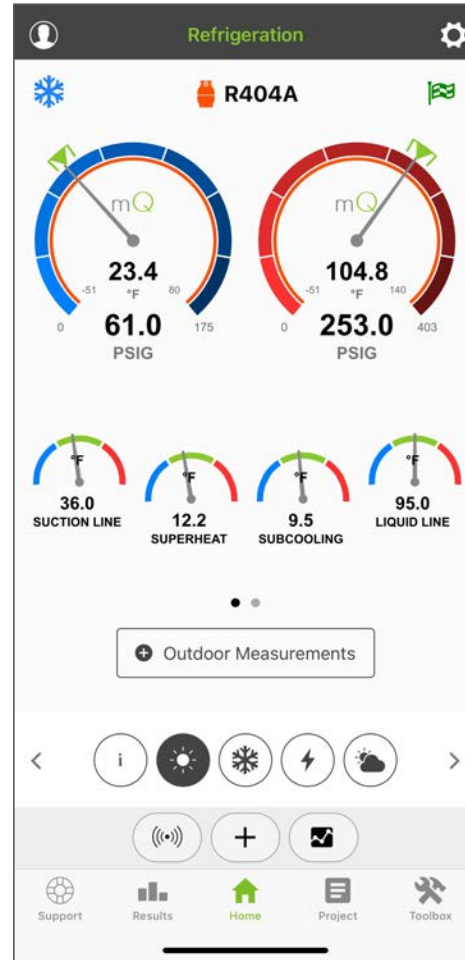 Refrigeration
R404A
mQ
mQ
23.4
104.8
-51 °F 80
-51 °F 140
0 61.0 175
0 253.0 403
PSIG
PSIG
°F
°F
°F
°F
36.0
SUCTION LINE
12.2
SUPERHEAT
9.5
SUBCOOLING
95.0
LIQUID LINE
Outdoor Measurements
i
Support
Results
Home
Project
Toolbox